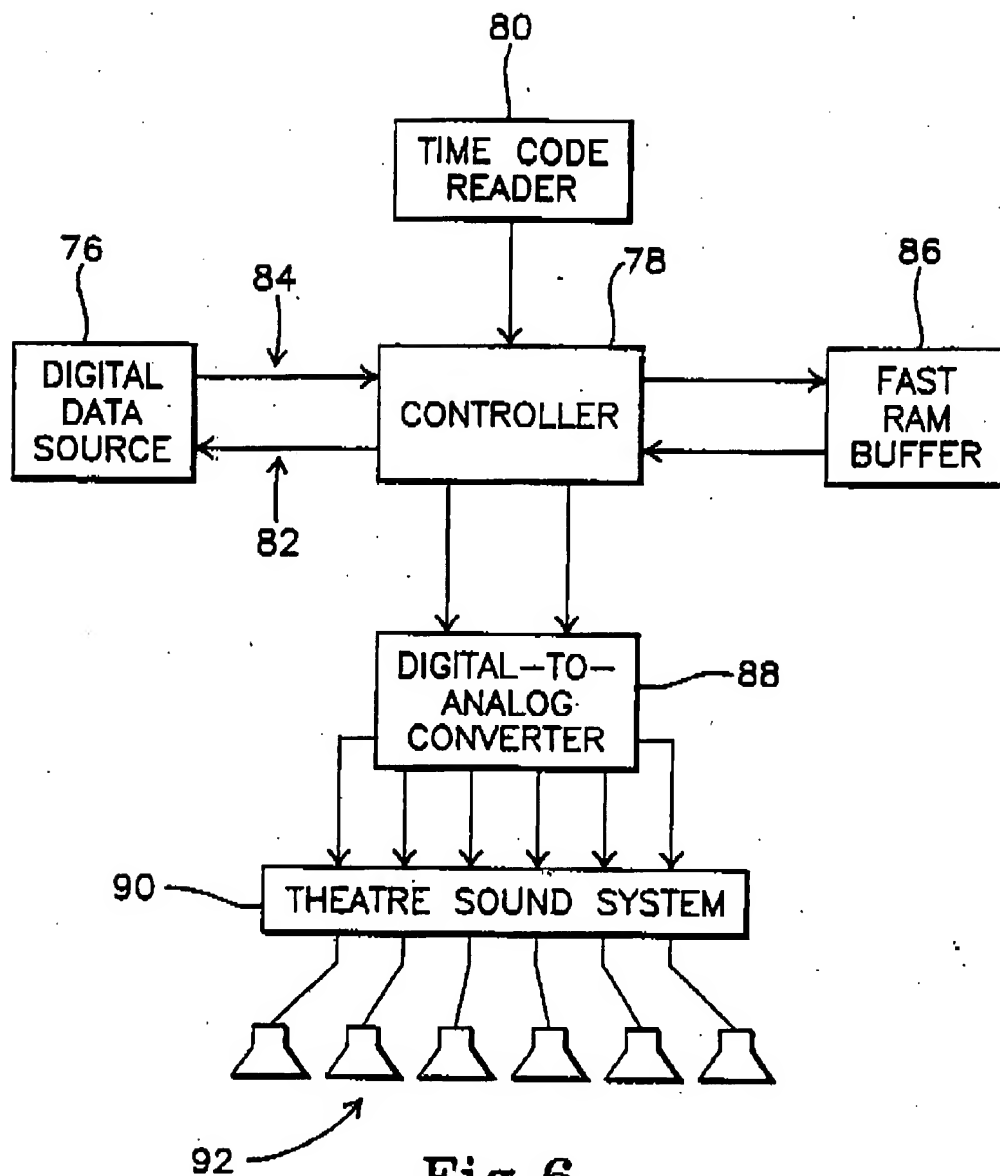 80
TIME CODE
READER
76
84
78
86
DIGITAL
DATA
SOURCE
CONTROLLER
FAST
RAM
BUFFER
82
DIGITAL-TO-
ANALOG
CONVERTER
88
90
THEATRE SOUND SYSTEM
92
Fig. 6